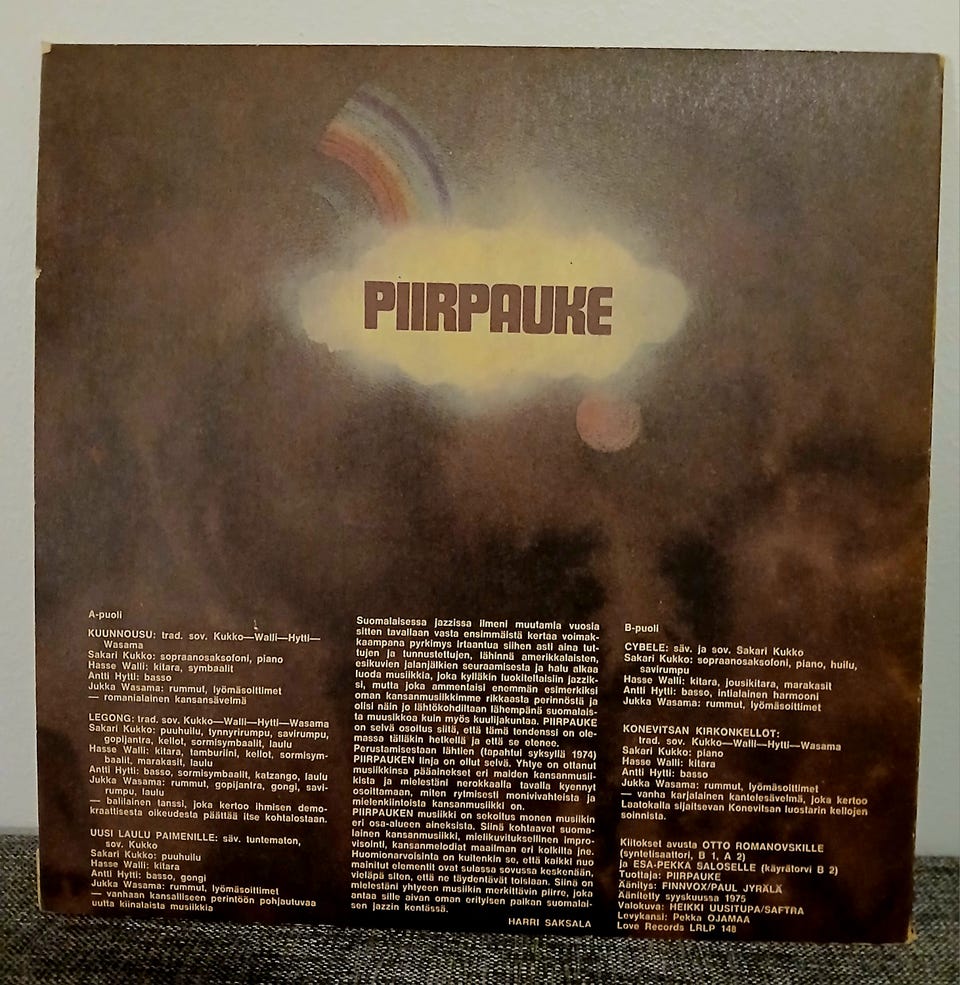 PIIRPAUKE
A-puoli
KUUNNOUSU: trad. sov. Kukko—Walli—Hytti—
Wasama
Sakari Kukko: sopraanosaksofoni, piano
Hasse Walli: kitara, symbaalit
Antti Hytti: basso
Jukka Wasama: rummut, lyömäsoittimet
— romanialainen kansansävelmä
LEGONG: trad. sov. Kukko—Walli—Hytti—Wasama
Sakari Kukko: puuhuilu, tynnyrirumpu, savirumpu,
gopijantra, kellot, sormisymbaalit, laulu
Hasse Walli: kitara, tamburiini, kellot, sormisym-
baalit, marakasit, laulu
Antti Hytti: basso, sormisymbaalit, katzango, laulu
Jukka Wasama: rummut, gopijantra, gongi, savi-
rumpu, laulu
— balilainen tanssi, joka kertoo ihmisen demo-
kraattisesta oikeudesta päättää itse kohtalostaan.
UUSI LAULU PAIMENILLE: säv. tuntematon,
sov. Kukko
Sakari Kukko: puuhuilu
Hasse Walli: kitara
Antti Hytti: basso, gongi
Jukka Wasama: rummut, lyömäsoittimet
— vanhaan kansalliseen perintöön pohjautuvaa
uutta kiinalaista musiikkia
Suomalaisessa jazzissa ilmeni muutamia vuosia
sitten tavallaan vasta ensimmäistä kertaa voimak-
kaampana pyrkimys irtaantua siihen asti aina tut-
tujen ja tunnustettujen, lähinnä amerikkalaisten,
esikuvien jalanjälkien seuraamisesta ja halu alkaa
luoda musiikkia, joka kylläkin luokiteltaisiin jazzik-
si, mutta joka ammentaisi enemmän esimerkiksi
oman kansanmusiikkimme rikkaasta perinnöstä ja
olisi näin jo lähtökohdiltaan lähempänä suomalais-
ta muusikkoa kuin myös kuulijakuntaa. PIIRPAUKE
on selvä osoitus siitä, että tämä tendenssi on ole-
massa tälläkin hetkellä ja että se etenee.
Perustamisestaan lähtien (tapahtui syksyllä 1974)
PIIRPAUKEN linja on ollut selvä. Yhtye on ottanut
musiikkinsa pääainekset eri maiden kansanmusii-
kista ja mielestäni nerokkaalla tavalla kyennyt
osoittamaan, miten rytmisesti monivivahteista ja
mielenkiintoista kansanmusiikki on.
PIIRPAUKEN musiikki on sekoitus monen musiikin
eri osa-alueen aineksista. Siinä kohtaavat suoma-
lainen kansanmusiikki, mielikuvituksellinen impro-
visointi, kansanmelodiat maailman eri kolkilta jne.
Huomionarvoisinta on kuitenkin se, että kaikki nuo
mainitut elementit ovat sulassa sovussa keskenään,
vieläpä siten, että ne täydentävät toisiaan. Siinä on
mielestäni yhtyeen musiikin merkittävin piirre, joka
antaa sille aivan oman erityisen paikan suomalai-
sen jazzin kentässä.
HARRI SAKSALA
B-puoli
CYBELE: säv. ja sov. Sakari Kukko
Sakari Kukko: sopraanosaksofoni, piano, huilu,
savirumpu
Hasse Walli: kitara, jousikitara, marakasit
Antti Hytti: basso, intialainen harmooni
Jukka Wasama: rummut, lyömäsoittimet
KONEVITSAN KIRKONKELLOT:
trad. sov. Kukko—Walli—Hytti—Wasama
Sakari Kukko: piano
Hasse Walli: kitara
Antti Hytti: basso
Jukka Wasama: rummut, lyömäsoittimet
— vanha karjalainen kantelesävelmä, joka kertoo
Laatokalla sijaitsevan Konevitsan luostarin kellojen
soinnista.
Kiitokset avusta OTTO ROMANOVSKILLE
(syntetisaattori, B 1, A 2)
ja ESA-PEKKA SALOSELLE (käyrätorvi B 2)
Tuottaja: PIIRPAUKE
Äänitys: FINNVOX/PAUL JYRÄLÄ
Äänitetty syyskuussa 1975
Valokuva: HEIKKI UUSITUPA/SAFTRA
Levykansi: Pekka OJAMAA
Love Records LRLP 148